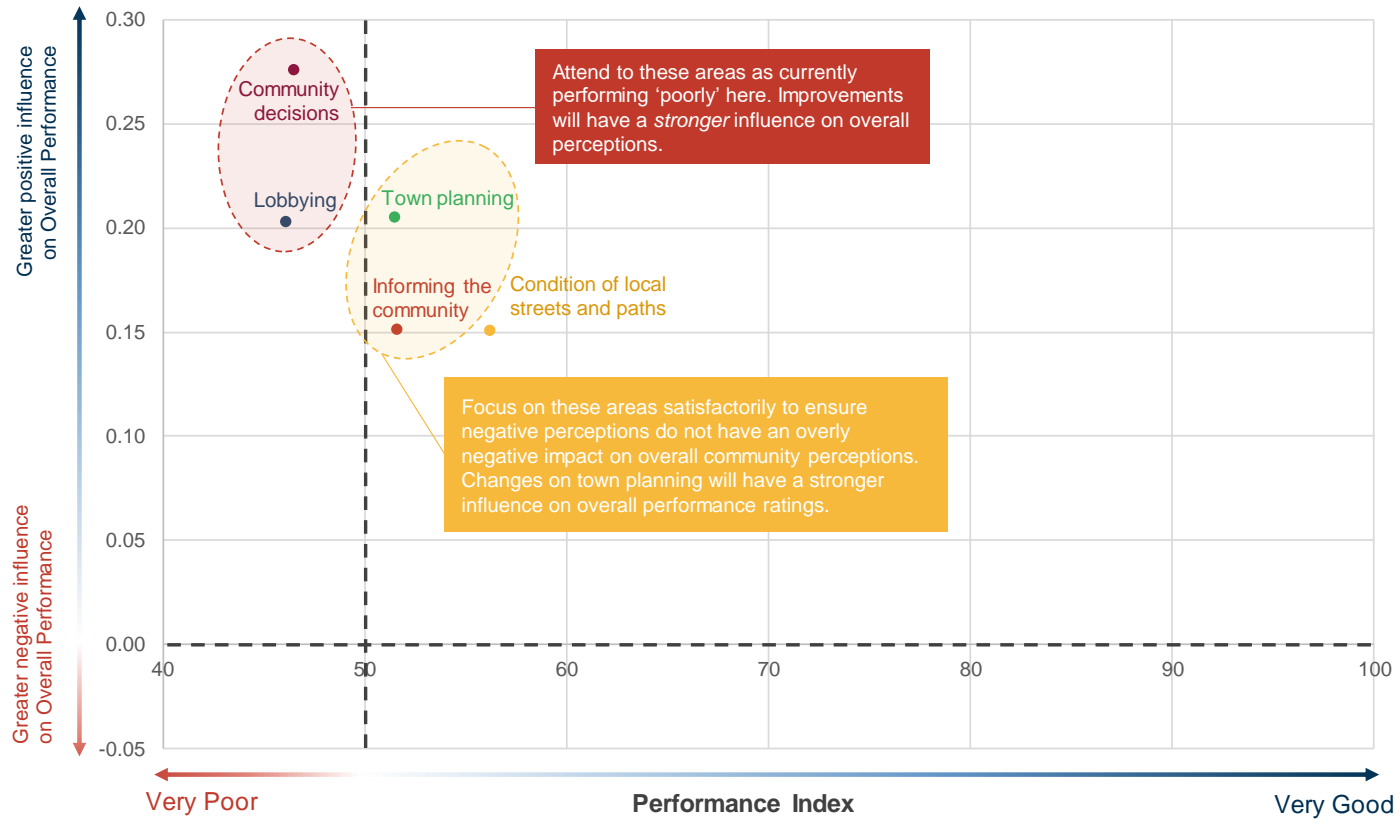 Greater positive influence
on Overall Performance
Greater negative influence
on Overall Performance
0.30
0.25
0.20
0.15
0.10
0.05
0.00
-0.05
Community
decisions
Lobbying
Attend to these areas as currently
performing ‘poorly’ here. Improvements
will have a stronger influence on overall
perceptions.
Town planning
Informing the
community
Condition of local
streets and paths
Focus on these areas satisfactorily to ensure
negative perceptions do not have an overly
negative impact on overall community perceptions.
Changes on town planning will have a stronger
influence on overall performance ratings.
40 50 60 70 80 90 100
Very Poor
Performance Index
Very Good